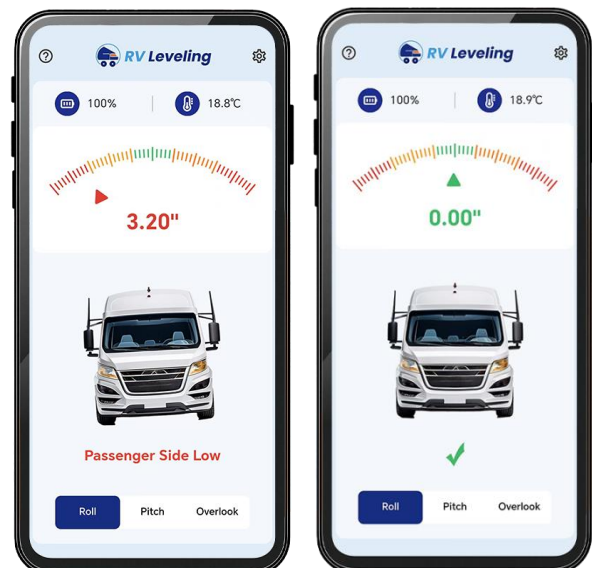 RV Leveling
100%
18.8℃
3.20"
Passenger Side Low
Roll Pitch Overlook
RV Leveling
100%
18.9℃
0.00"
Roll Pitch Overlook